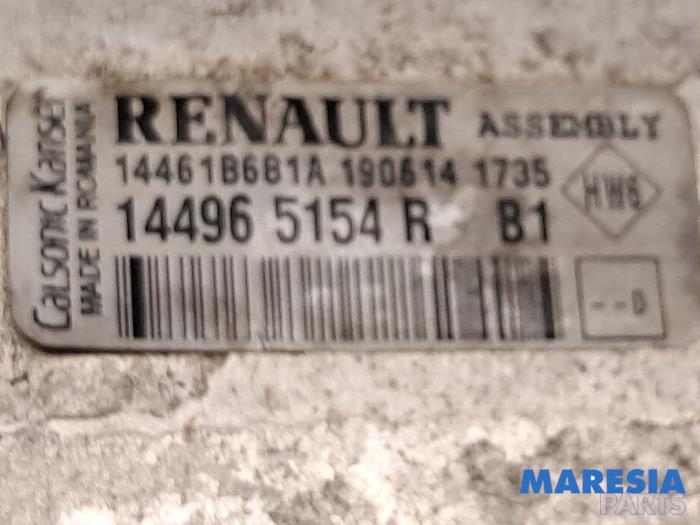 RENAULT ASSEMBLY
14461B681A 190614 1735
14496 5154 R B1
HW6
--D
Calsonic Kansei
MADE IN ROMANIA
MARESIA
PARTS